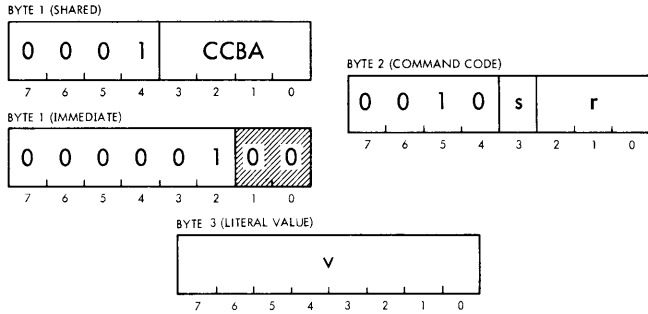 BYTE 1 (SHARED)
0 0 0 1 CCBA
7 6 5 4 3 2 1 0
BYTE 2 (COMMAND CODE)
0 0 1 0 s r
7 6 5 4 3 2 1 0
BYTE 1 (IMMEDIATE)
0 0 0 0 0 1 0 0
7 6 5 4 3 2 1 0
BYTE 3 (LITERAL VALUE)
v
7 6 5 4 3 2 1 0